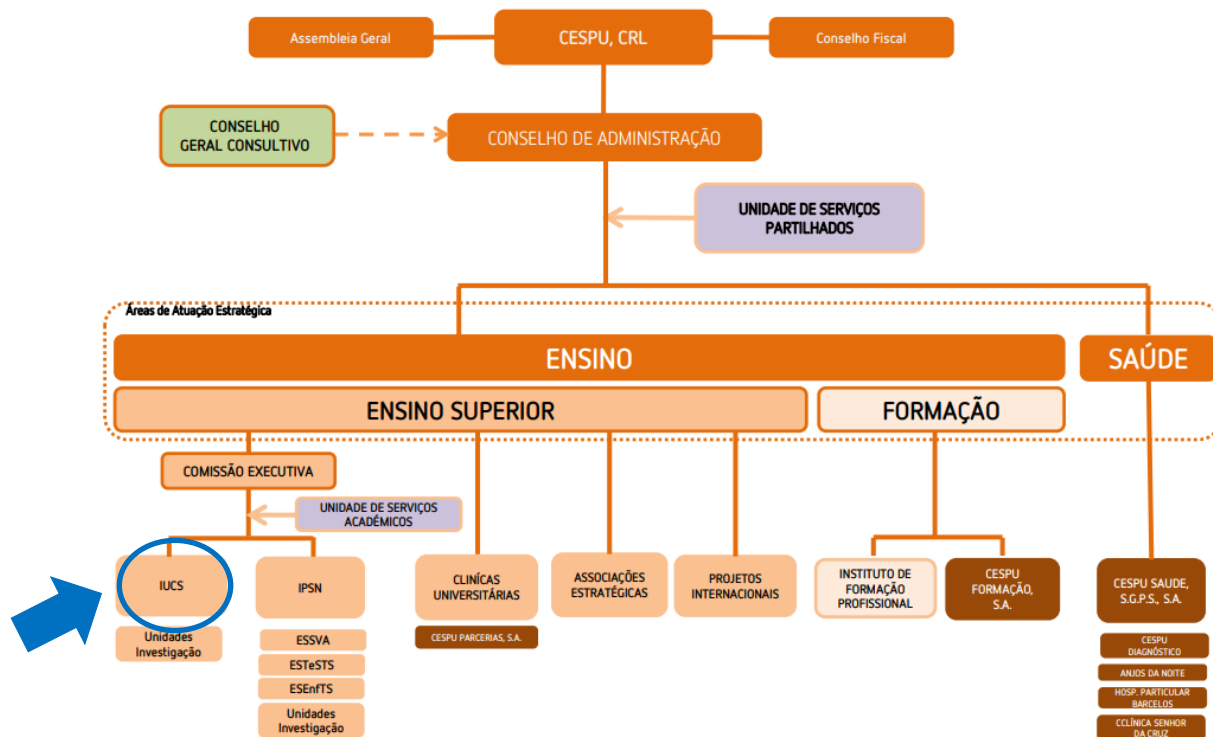 Assembleia Geral
CESPU, CRL
Conselho Fiscal
CONSELHO
GERAL CONSULTIVO
CONSELHO DE ADMINISTRAÇÃO
UNIDADE DE SERVIÇOS
PARTILHADOS
Áreas de Atuação Estratégica
ENSINO
SAÚDE
ENSINO SUPERIOR
FORMAÇÃO
COMISSÃO EXECUTIVA
UNIDADE DE SERVIÇOS
ACADÉMICOS
IUCS
IPSN
CLINÍCAS
UNIVERSITÁRIAS
ASSOCIAÇÕES
ESTRATÉGICAS
PROJETOS
INTERNACIONAIS
INSTITUTO DE
FORMAÇÃO
PROFISSIONAL
CESPU
FORMAÇÃO,
S.A.
CESPU SAUDE,
S.G.P.S., S.A.
Unidades
Investigação
ESSVA
ESTeSTS
ESEnfTS
Unidades
Investigação
CESPU PARCERIAS, S.A.
CESPU
DIAGNÓSTICO
ANJOS DA NOITE
HOSP. PARTICULAR
BARCELOS
CCLÍNICA SENHOR
DA CRUZ